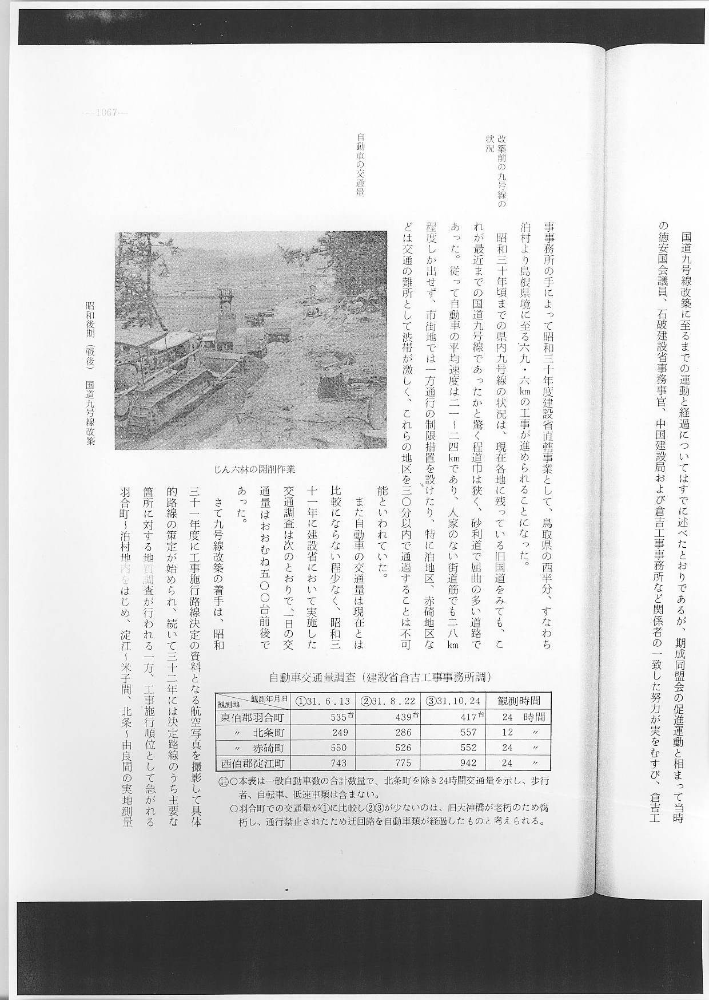 国道九号線改築に至るまでの運動と経過についてはすでに述べたとおりであるが、期成同盟会の促進運動と相まって当時
の徳安国会議員、石破建設省事務事官、中国建設局および倉吉工事事務所など関係者の一致した努力が実をむすび、倉吉工
事事務所の手によって昭和三十年度建設省直轄事業として、鳥取県の西半分、すなわち
泊村より島根県境に至る六九・六kmの工事が進められることになった。
改築前の九号線の
状況
昭和三十年頃までの県内九号線の状況は、現在各地に残っている旧国道をみても、こ
れが最近までの国道九号線であったかと驚く程道巾は狭く、砂利道で屈曲の多い道路で
あった。従って自動車の平均速度は二一〜二四kmであり、人家のない街道筋でも二八km
程度しか出せず、市街地では一方通行の制限措置を設けたり、特に泊地区、赤碕地区な
どは交通の難所として渋帯が激しく、これらの地区を三〇分以内で通過することは不可
能といわれていた。
自動車の交通量
また自動車の交通量は現在とは
比較にならない程少なく、昭和三
十一年に建設省において実施した
交通調査は次のとおりで、一日の交
通量はおおむね五〇〇台前後で
あった。
さて九号線改築の着手は、昭和
三十一年度に工事施行路線決定の資料となる航空写真を撮影して具体
的路線の策定が始められ、続いて三十二年には決定路線のうち主要な
箇所に対する地質調査が行われる一方、工事施行順位として急がれる
羽合町〜泊村地内をはじめ、淀江〜米子間、北条〜由良間の実地測量
じん六林の開削作業
自動車交通量調査（建設省倉吉工事事務所調）
観測地 観測年月日 ①31.6.13 ②31.8.22 ③31.10.24 観測時間
東伯郡羽合町 535台 439台 417台 24 時間
〃 北条町 249 286 557 12 〃
〃 赤碕町 550 526 552 24 〃
西伯郡淀江町 743 775 942 24 〃
註○本表は一般自動車数の合計数量で、北条町を除き24時間交通量を示し、歩行
者、自転車、低速車類は含まない。
○羽合町での交通量が①に比較し②③が少ないのは、旧天神橋が老朽のため腐
朽し、通行禁止されたため迂回路を自動車類が経過したものと考えられる。
昭和後期（戦後） 国道九号線改築
—1067—